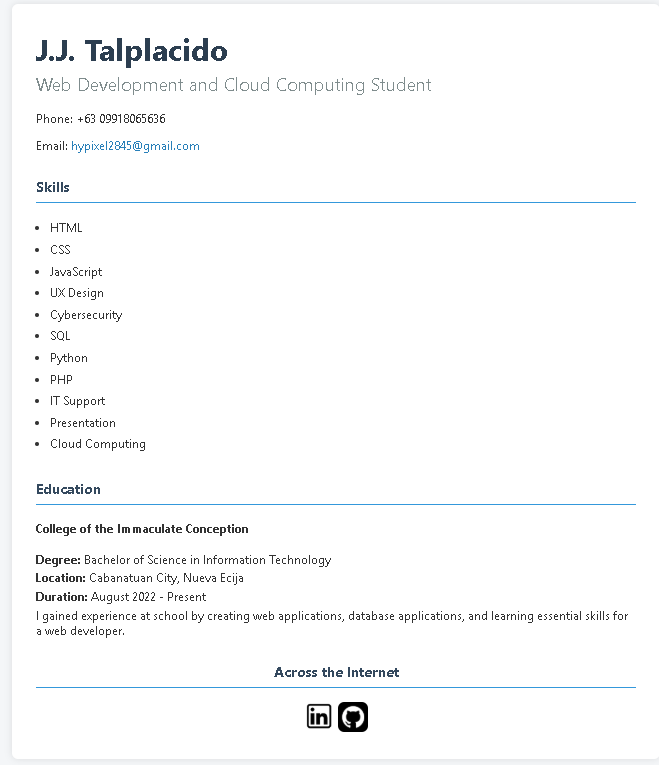 J.J. Talplacido
Web Development and Cloud Computing Student
Phone: +63 09918065636
Email: hypixel2845@gmail.com
Skills
HTML
CSS
JavaScript
UX Design
Cybersecurity
SQL
Python
PHP
IT Support
Presentation
Cloud Computing
Education
College of the Immaculate Conception
Degree: Bachelor of Science in Information Technology
Location: Cabanatuan City, Nueva Ecija
Duration: August 2022 - Present
I gained experience at school by creating web applications, database applications, and learning essential skills for
a web developer.
Across the Internet
in